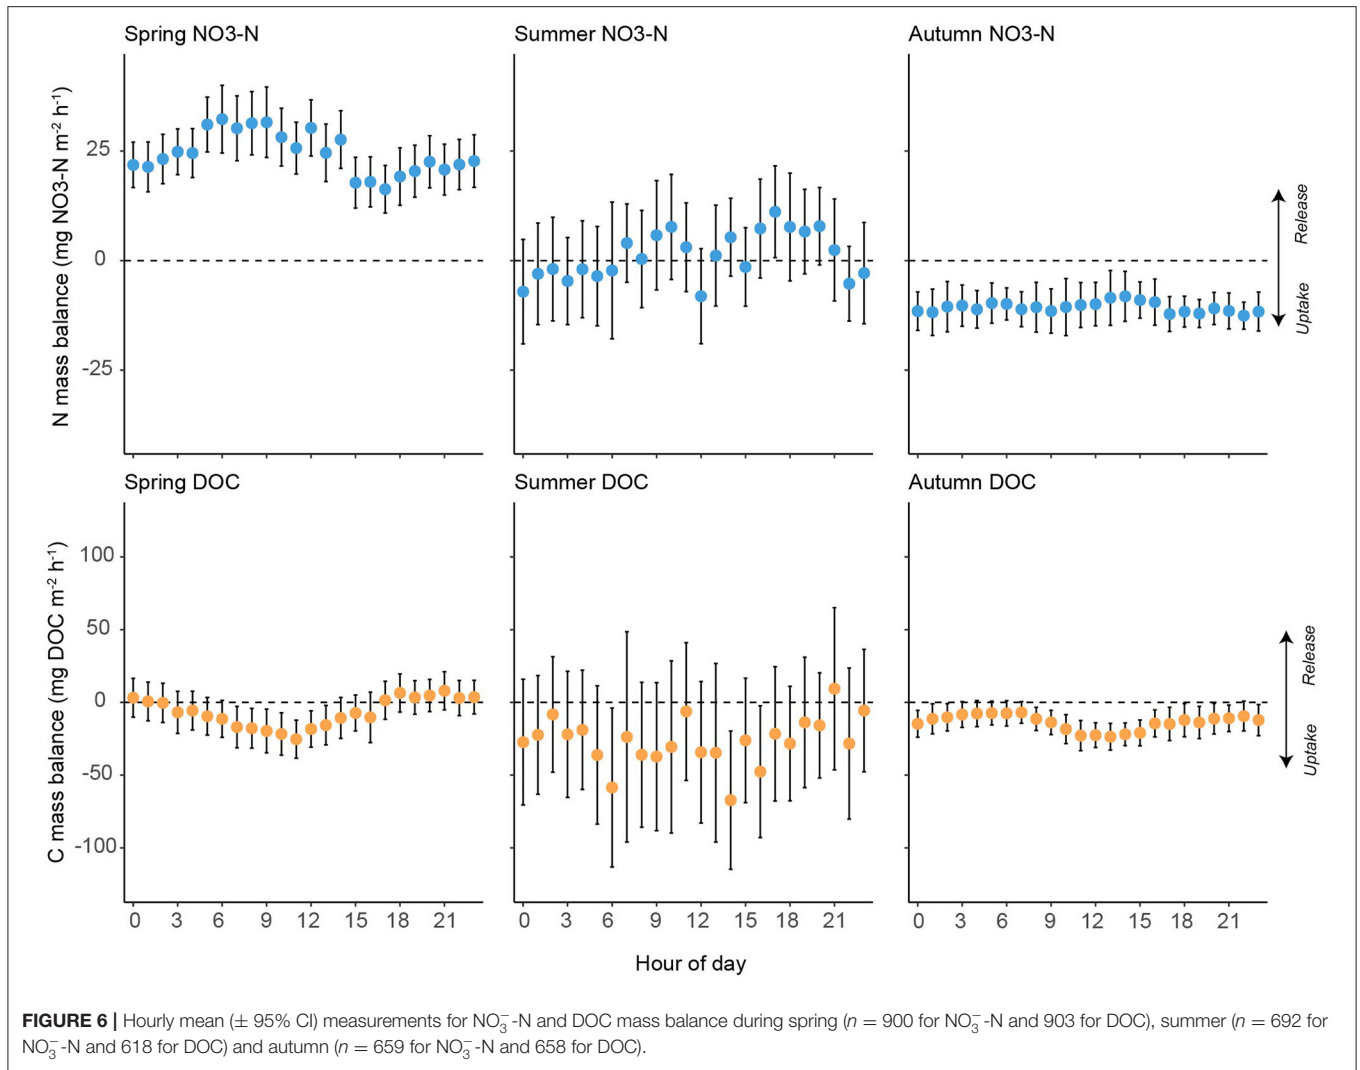 Spring NO3-N
Summer NO3-N
Autumn NO3-N
N mass balance (mg NO3-N m⁻² h⁻¹)
25
0
-25
Release
Uptake
Spring DOC
Summer DOC
Autumn DOC
C mass balance (mg DOC m⁻² h⁻¹)
100
50
0
-50
-100
Release
Uptake
0 3 6 9 12 15 18 21
0 3 6 9 12 15 18 21
0 3 6 9 12 15 18 21
Hour of day
FIGURE 6 | Hourly mean (± 95% CI) measurements for NO₃⁻-N and DOC mass balance during spring (n = 900 for NO₃⁻-N and 903 for DOC), summer (n = 692 for
NO₃⁻-N and 618 for DOC) and autumn (n = 659 for NO₃⁻-N and 658 for DOC).